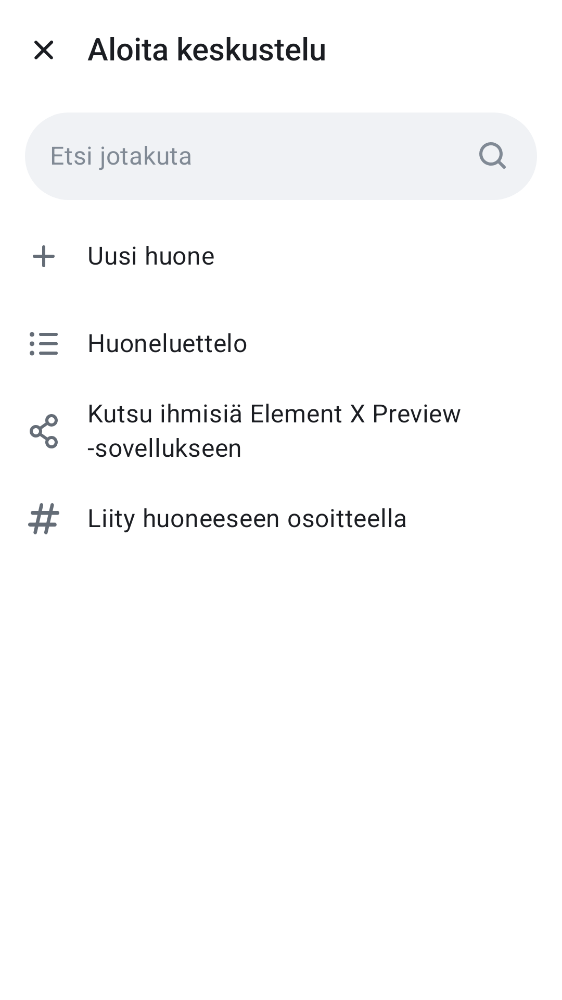 Aloita keskustelu
Etsi jotakuta
Uusi huone
Huoneluettelo
Kutsu ihmisiä Element X Preview
-sovellukseen
Liity huoneeseen osoitteella